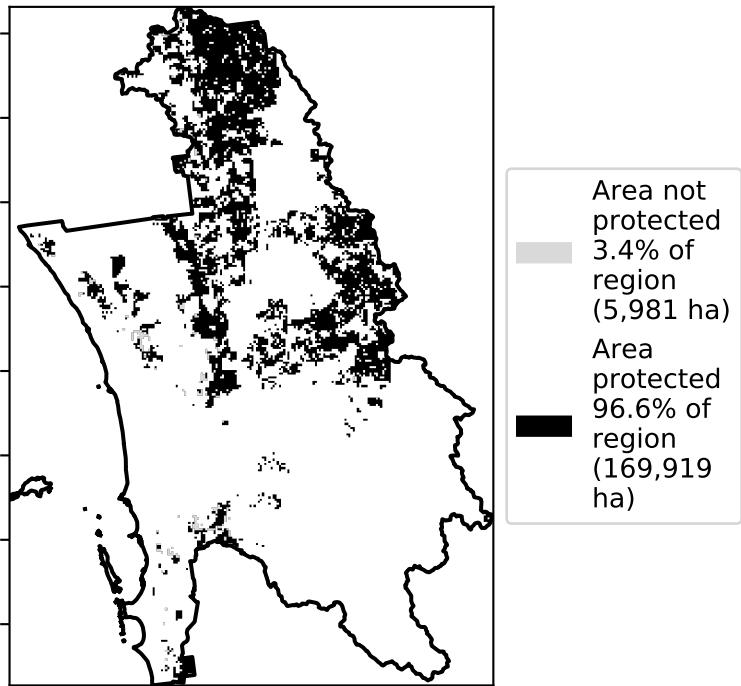 Area not
protected
3.4% of
region
(5,981 ha)
Area
protected
96.6% of
region
(169,919
ha)